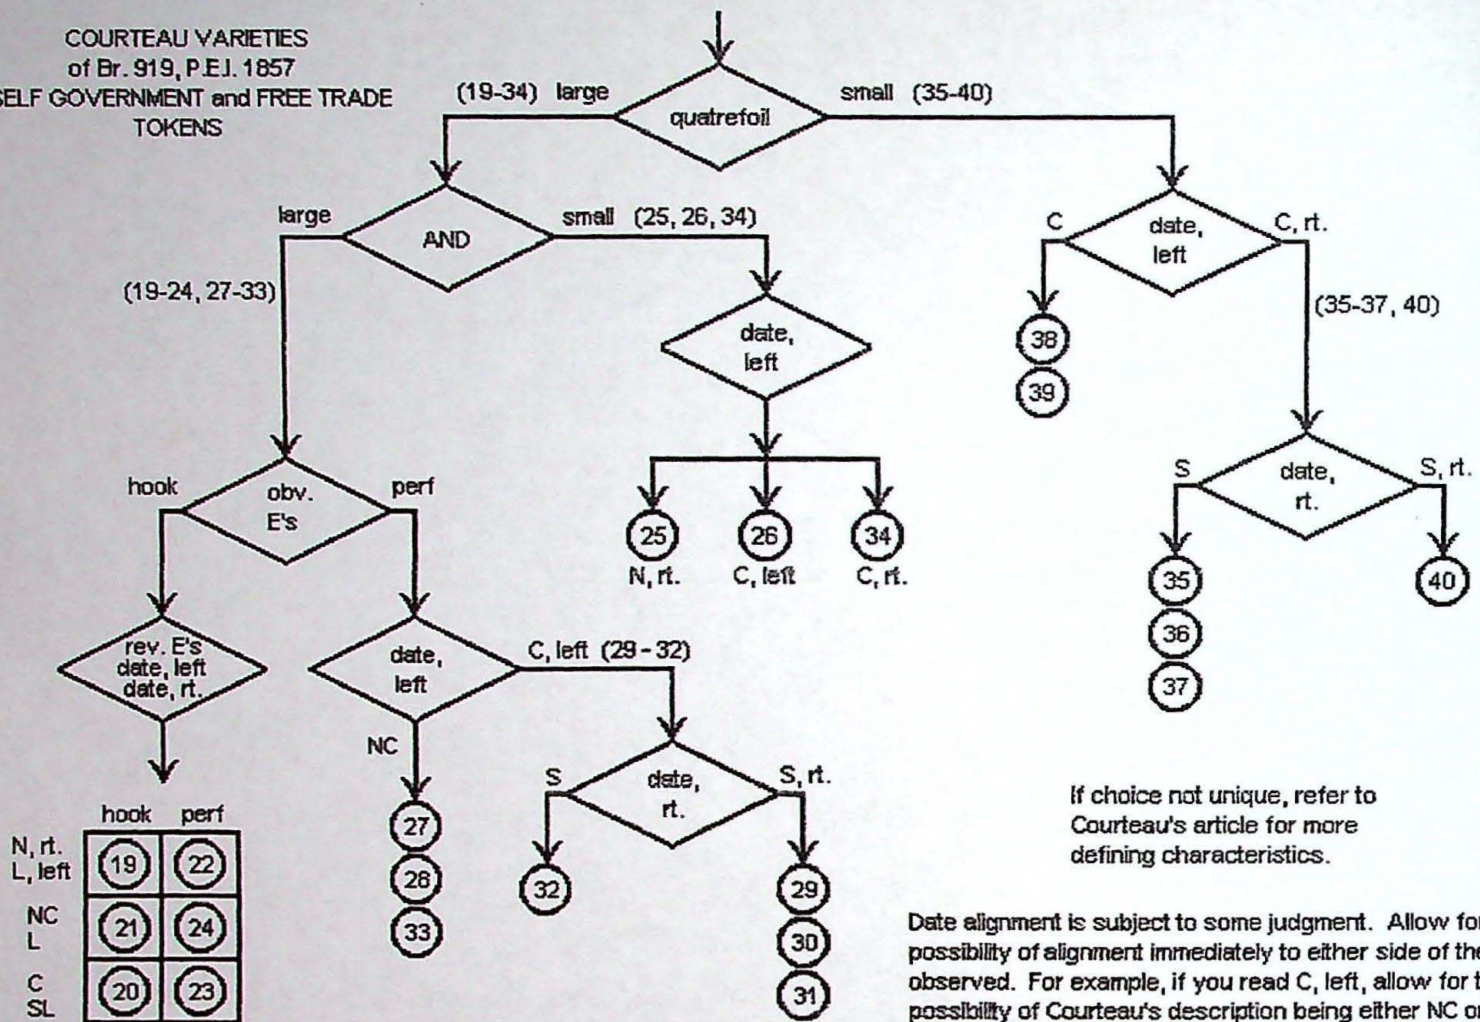 COURTEAU VARIETIES
of Br. 919, P.E.I. 1857
SELF GOVERNMENT and FREE TRADE
TOKENS
(19-34) large
quatrefoil
small (35-40)
large
AND
small (25, 26, 34)
C
date,
left
C, rt.
(19-24, 27-33)
date,
left
38
39
(35-37, 40)
hook
obv.
E's
perf
25
N, rt.
26
C, left
34
C, rt.
S
date,
rt.
S, rt.
35
36
37
40
rev. E's
date, left
date, rt.
date,
left
C, left (29 - 32)
NC
27
28
33
S
date,
rt.
S, rt.
32
29
30
31
hook perf
N, rt.
L, left
19 22
NC
L
21 24
C
SL
20 23
If choice not unique, refer to
Courteau's article for more
defining characteristics.
Date alignment is subject to some judgment. Allow for
possibility of alignment immediately to either side of the
observed. For example, if you read C, left, allow for
possibility of Courteau's description being either NC or